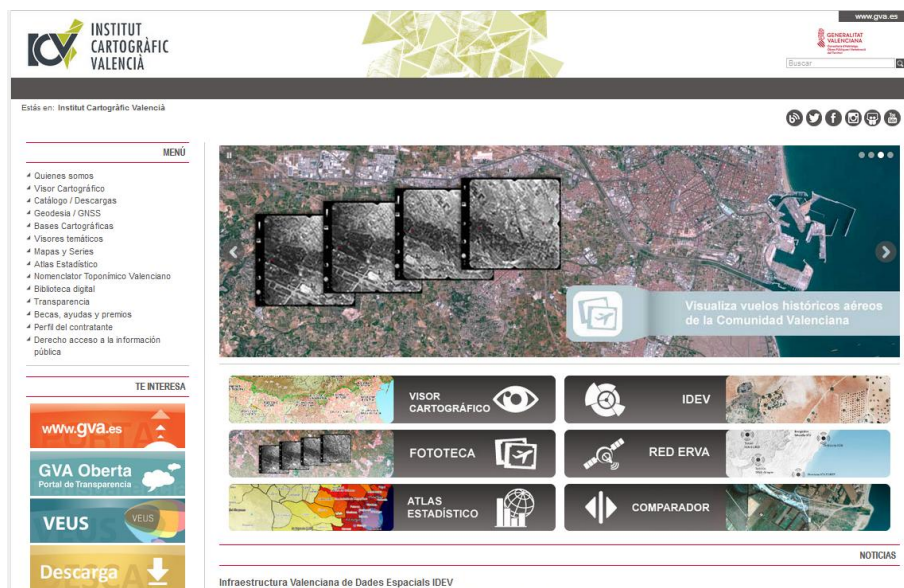 www.gva.es
INSTITUT
CARTOGRÀFIC
VALENCIÀ
GENERALITAT
VALENCIANA
Buscar
Estás en: Institut Cartogràfic Valencià
MENÚ
Quienes somos
Visor Cartográfico
Catálogo / Descargas
Geodesia / GNSS
Bases Cartográficas
Visores temáticos
Mapas y Series
Atlas Estadístico
Nomenclator Toponímico Valenciano
Biblioteca digital
Transparencia
Becas, ayudas y premios
Perfil del contratante
Derecho acceso a la información
pública
Visualiza vuelos históricos aéreos
de la Comunidad Valenciana
TE INTERESA
www.gva.es
GVA Oberta
Portal de Transparencia
VEUS
VEUS
Descarga
VISOR
CARTOGRÁFICO
IDEV
FOTOTECA
RED ERVA
ATLAS
ESTADÍSTICO
COMPARADOR
NOTICIAS
Infraestructura Valenciana de Dades Espacials IDEV